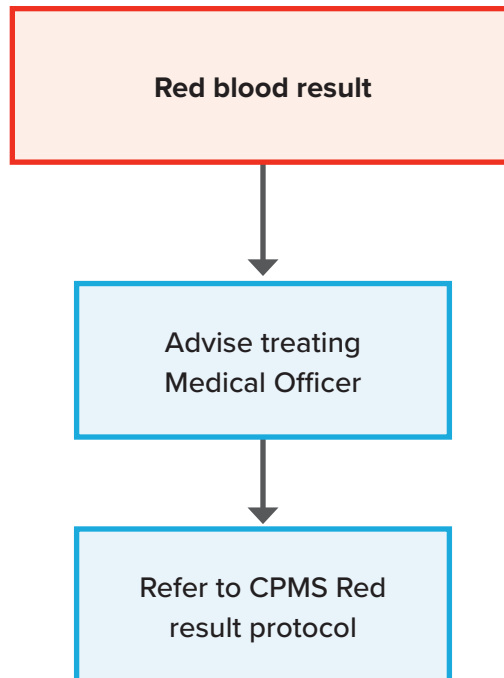 Red blood result
Advise treating
Medical Officer
Refer to CPMS Red
result protocol